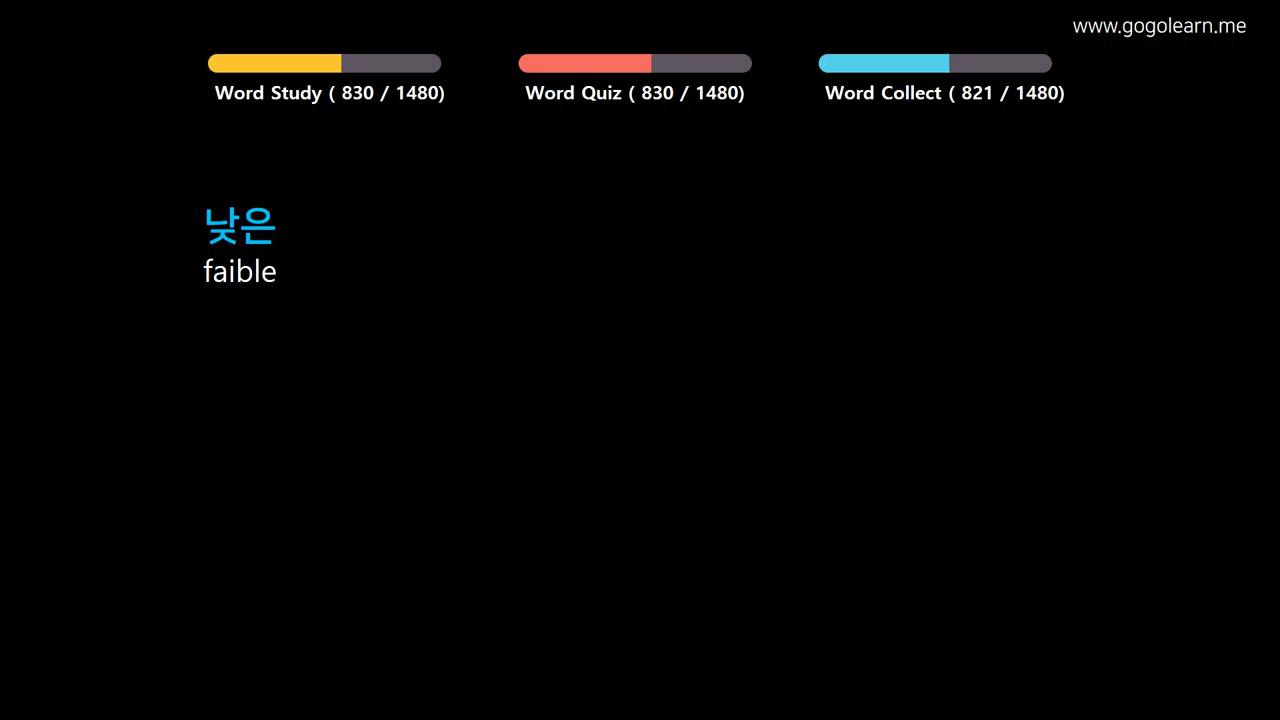 www.gogolearn.me
Word Study ( 830 / 1480)
Word Quiz ( 830 / 1480)
Word Collect ( 821 / 1480)
낮은
faible